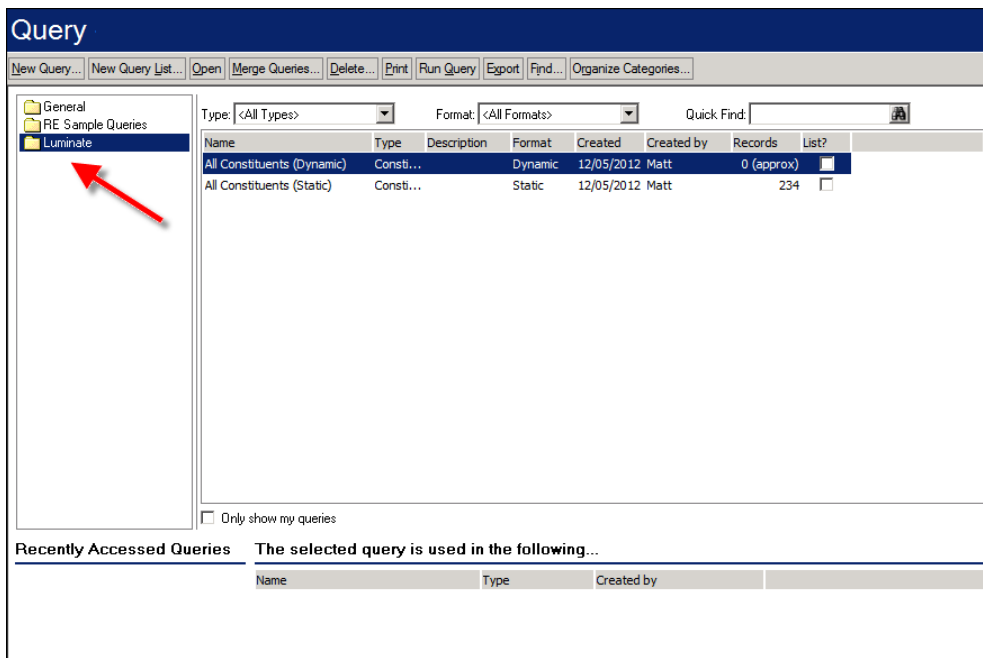 Query
New Query... New Query List... Open Merge Queries... Delete... Print Run Query Export Find... Organize Categories...
General
RE Sample Queries
Luminate
Type: <All Types> Format: <All Formats> Quick Find:
Name Type Description Format Created Created by Records List?
All Constituents (Dynamic) Consti... Dynamic 12/05/2012 Matt 0 (approx)
All Constituents (Static) Consti... Static 12/05/2012 Matt 234
Only show my queries
Recently Accessed Queries The selected query is used in the following...
Name Type Created by